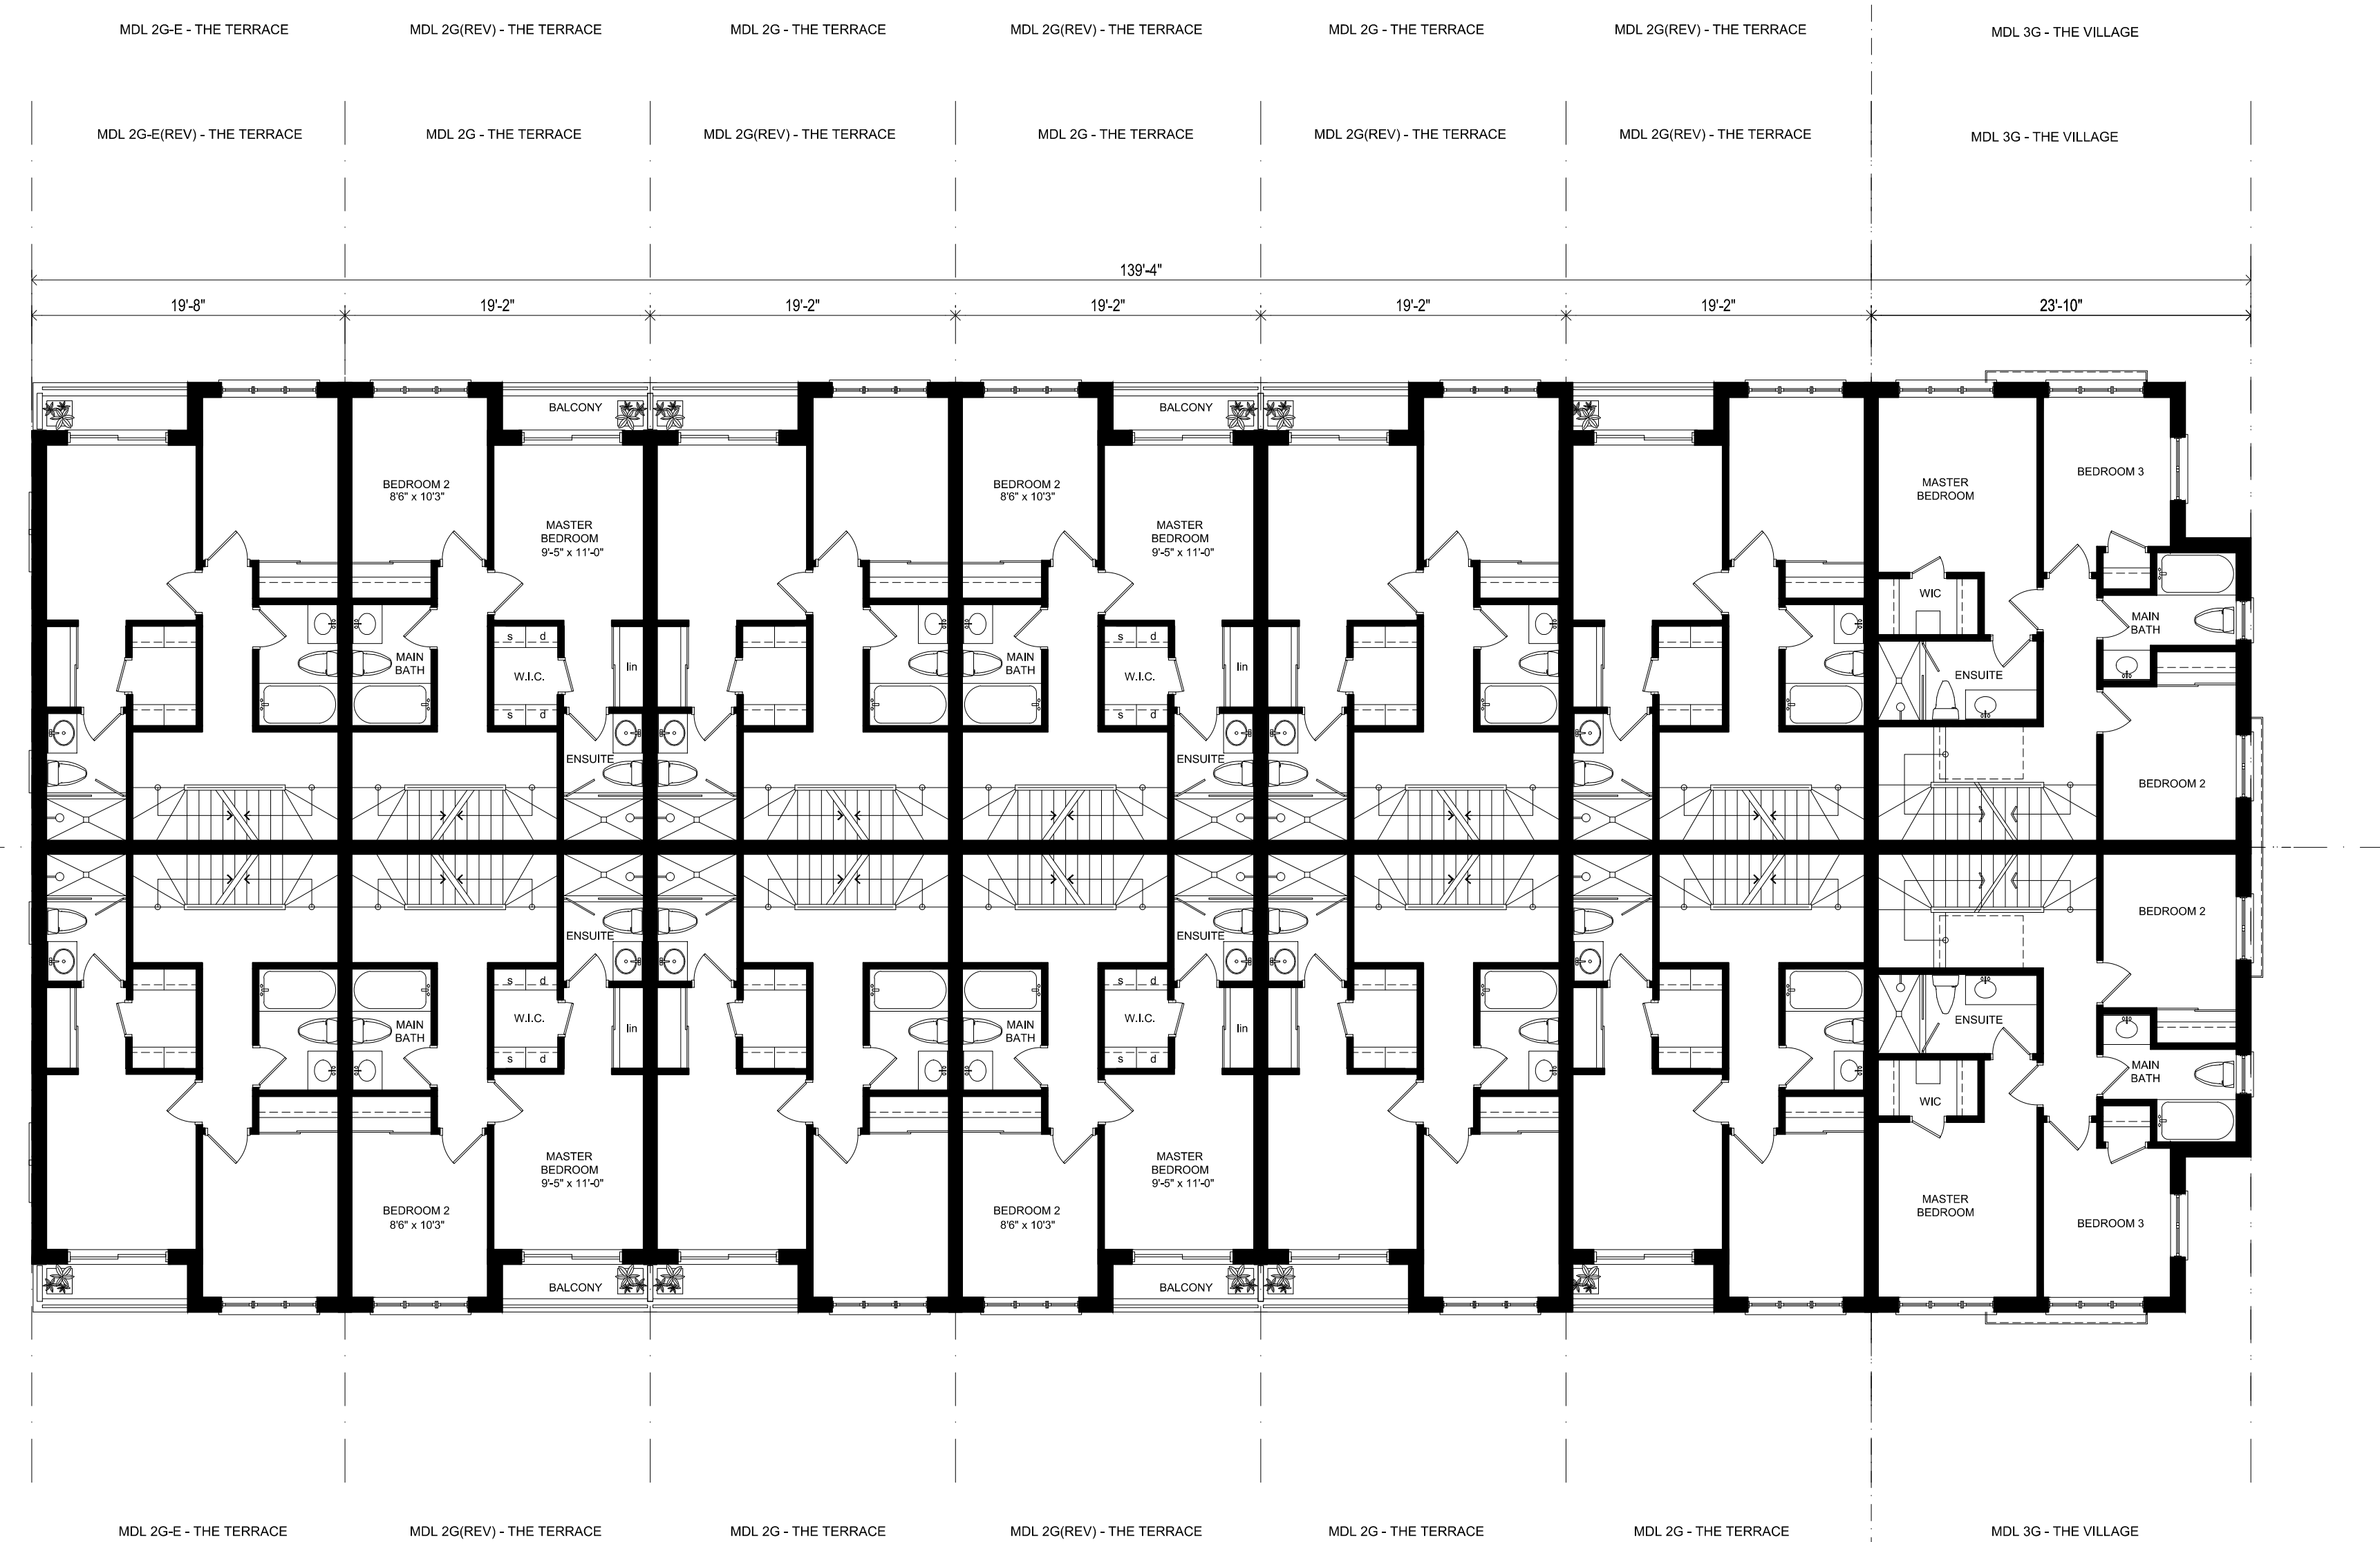 MDL 2G-E - THE TERRACE
MDL 2G(REV) - THE TERRACE
MDL 2G - THE TERRACE
MDL 2G(REV) - THE TERRACE
MDL 2G - THE TERRACE
MDL 2G(REV) - THE TERRACE
MDL 3G - THE VILLAGE
MDL 2G-E(REV) - THE TERRACE
MDL 2G - THE TERRACE
MDL 2G(REV) - THE TERRACE
MDL 2G - THE TERRACE
MDL 2G(REV) - THE TERRACE
MDL 2G(REV) - THE TERRACE
MDL 3G - THE VILLAGE
139'-4"
19'-8"
19'-2"
19'-2"
19'-2"
19'-2"
19'-2"
23'-10"
BALCONY
BALCONY
BEDROOM 2
8'6" x 10'3"
BEDROOM 2
8'6" x 10'3"
MASTER
BEDROOM
BEDROOM 3
MASTER
BEDROOM
9'-5" x 11'-0"
MASTER
BEDROOM
9'-5" x 11'-0"
WIC
MAIN
BATH
s d
s d
MAIN
BATH
W.I.C.
lin
MAIN
BATH
W.I.C.
lin
ENSUITE
s d
s d
ENSUITE
ENSUITE
BEDROOM 2
BEDROOM 2
ENSUITE
ENSUITE
s d
s d
MAIN
BATH
W.I.C.
lin
MAIN
BATH
W.I.C.
lin
ENSUITE
s d
s d
MAIN
BATH
WIC
MASTER
BEDROOM
9'-5" x 11'-0"
MASTER
BEDROOM
9'-5" x 11'-0"
BEDROOM 2
8'6" x 10'3"
BEDROOM 2
8'6" x 10'3"
MASTER
BEDROOM
BEDROOM 3
BALCONY
BALCONY
MDL 2G-E - THE TERRACE
MDL 2G(REV) - THE TERRACE
MDL 2G - THE TERRACE
MDL 2G(REV) - THE TERRACE
MDL 2G - THE TERRACE
MDL 2G - THE TERRACE
MDL 3G - THE VILLAGE